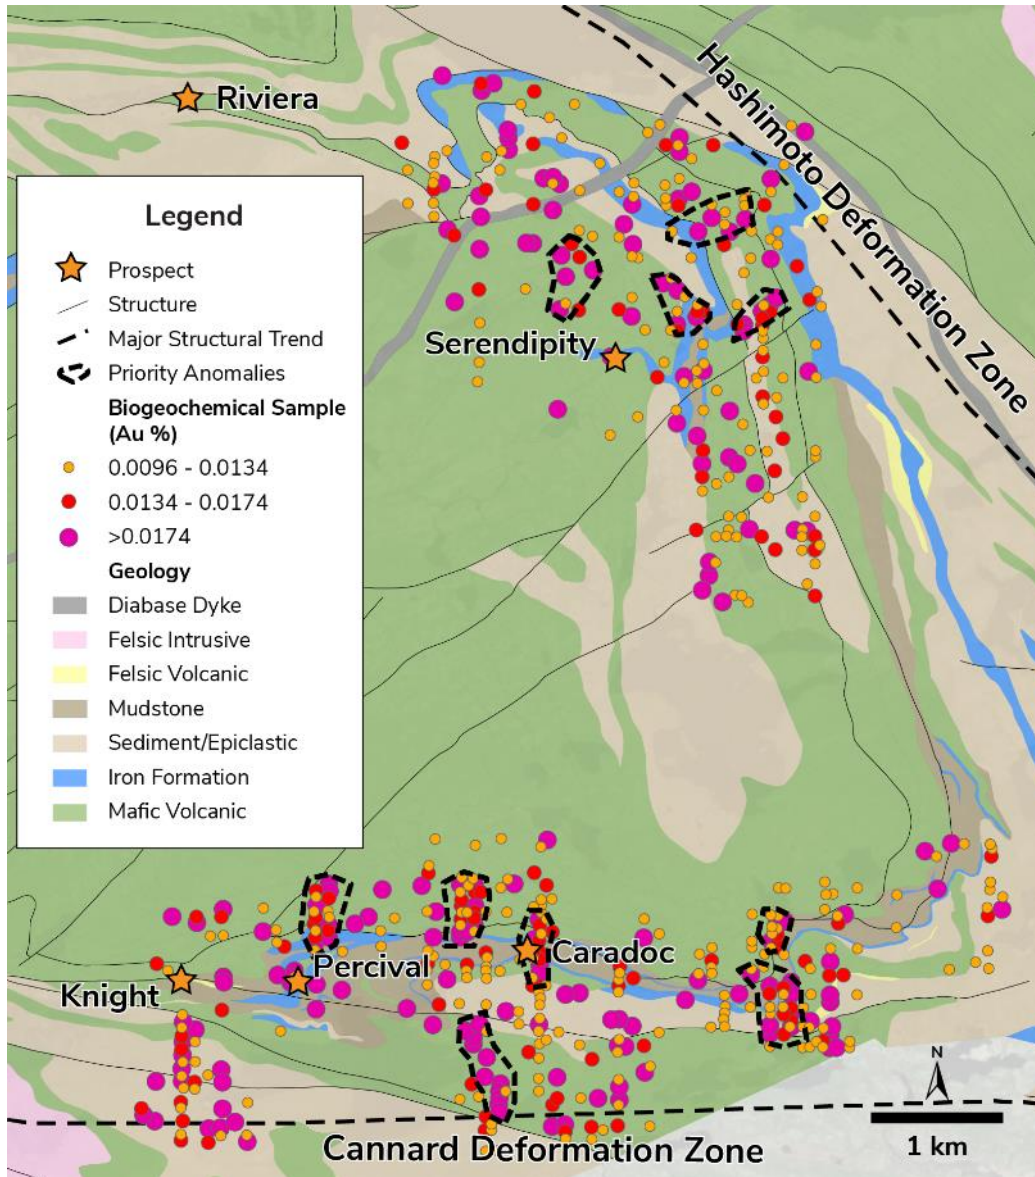 Riviera
Hashimoto Deformation Zone
Legend
Prospect
Structure
Major Structural Trend
Priority Anomalies
Biogeochemical Sample
(Au %)
0.0096 - 0.0134
0.0134 - 0.0174
>0.0174
Geology
Diabase Dyke
Felsic Intrusive
Felsic Volcanic
Mudstone
Sediment/Epiclastic
Iron Formation
Mafic Volcanic
Serendipity
Caradoc
Percival
Knight
N
1 km
Cannard Deformation Zone